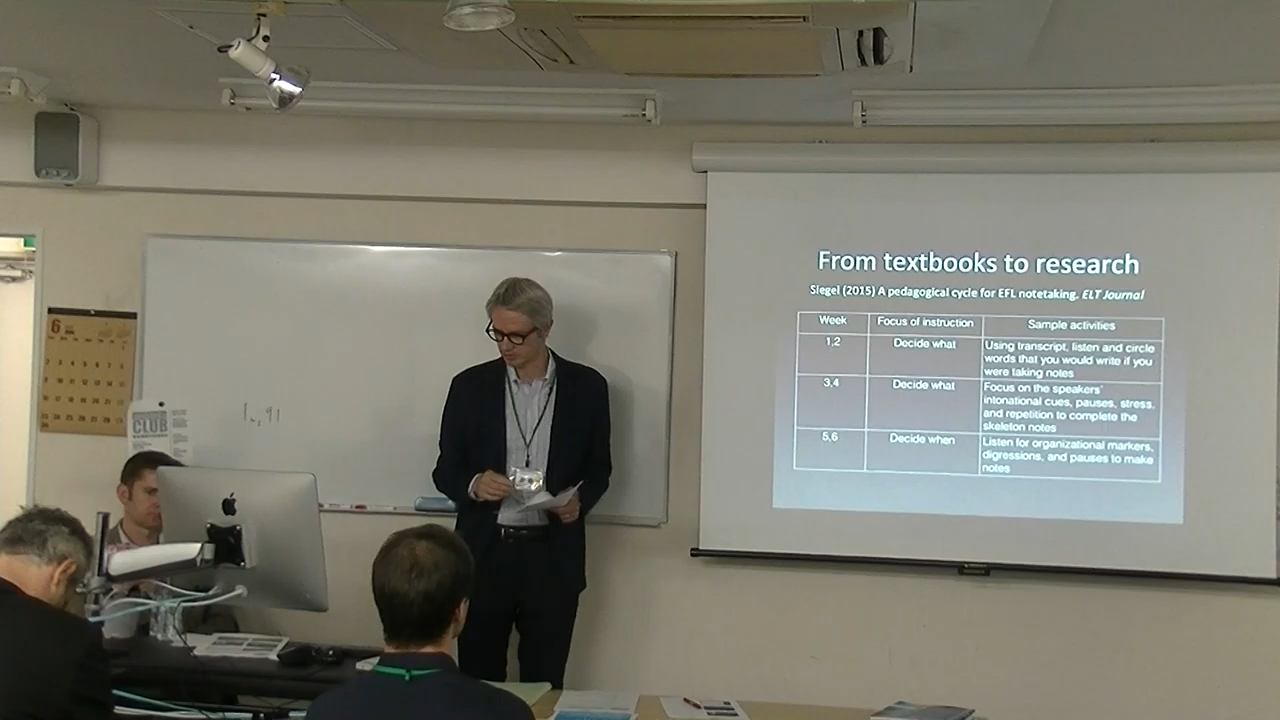 From textbooks to research
Siegel (2015) A pedagogical cycle for EFL notetaking. ELT Journal
Week Focus of instruction Sample activities
1,2 Decide what Using transcript, listen and circle
words that you would write if you
were taking notes
3,4 Decide what Focus on the speakers'
intonational cues, pauses, stress,
and repetition to complete the
skeleton notes
5,6 Decide when Listen for organizational markers,
digressions, and pauses to make
notes
6
CLUB